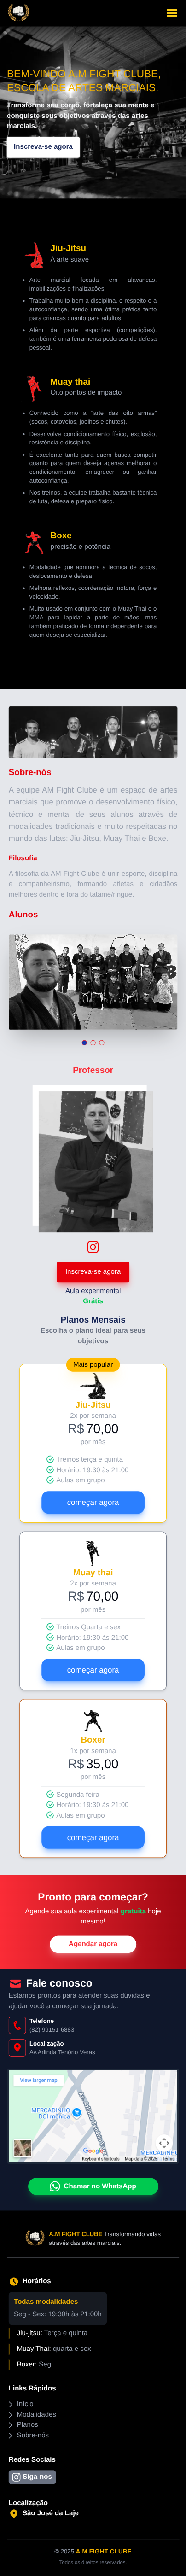 BEM-VINDO A.M FIGHT CLUBE,
ESCOLA DE ARTES MARCIAIS.
Transforme seu corpo, fortaleça sua mente e
conquiste seus objetivos através das artes
marciais.
Inscreva-se agora
Jiu-Jitsu
A arte suave
Arte marcial focada em alavancas,
imobilizações e finalizações.
Trabalha muito bem a disciplina, o respeito e a
autoconfiança, sendo uma ótima prática tanto
para crianças quanto para adultos.
Além da parte esportiva (competições),
também é uma ferramenta poderosa de defesa
pessoal.
Muay thai
Oito pontos de impacto
Conhecido como a "arte das oito armas"
(socos, cotovelos, joelhos e chutes).
Desenvolve condicionamento físico, explosão,
resistência e disciplina.
É excelente tanto para quem busca competir
quanto para quem deseja apenas melhorar o
condicionamento, emagrecer ou ganhar
autoconfiança.
Nos treinos, a equipe trabalha bastante técnica
de luta, defesa e preparo físico.
Boxe
precisão e potência
Modalidade que aprimora a técnica de socos,
deslocamento e defesa.
Melhora reflexos, coordenação motora, força e
velocidade.
Muito usado em conjunto com o Muay Thai e o
MMA para lapidar a parte de mãos, mas
também praticado de forma independente para
quem deseja se especializar.
Sobre-nós
A equipe AM Fight Clube é um espaço de artes
marciais que promove o desenvolvimento físico,
técnico e mental de seus alunos através de
modalidades tradicionais e muito respeitadas no
mundo das lutas: Jiu-Jitsu, Muay Thai e Boxe.
Filosofia
A filosofia da AM Fight Clube é unir esporte, disciplina
e companheirismo, formando atletas e cidadãos
melhores dentro e fora do tatame/ringue.
Alunos
Professor
Inscreva-se agora
Aula experimental
Grátis
Planos Mensais
Escolha o plano ideal para seus
objetivos
Mais popular
Jiu-Jitsu
2x por semana
R$ 70,00
por mês
Treinos terça e quinta
Horário: 19:30 às 21:00
Aulas em grupo
começar agora
Muay thai
2x por semana
R$ 70,00
por mês
Treinos Quarta e sex
Horário: 19:30 às 21:00
Aulas em grupo
começar agora
Boxer
1x por semana
R$ 35,00
por mês
Segunda feira
Horário: 19:30 às 21:00
Aulas em grupo
começar agora
Pronto para começar?
Agende sua aula experimental gratuita hoje
mesmo!
Agendar agora
Fale conosco
Estamos prontos para atender suas dúvidas e
ajudar você a começar sua jornada.
Telefone
(82) 99151-6883
Localização
Av.Arlinda Tenório Veras
View larger map
MERCADINHO
DOI mônica
Google
MERCADINHO
Keyboard shortcuts Map data ©2025 Terms
Chamar no WhatsApp
A.M FIGHT CLUBE Transformando vidas
através das artes marciais.
Horários
Todas modalidades
Seg - Sex: 19:30h às 21:00h
Jiu-jitsu: Terça e quinta
Muay Thai: quarta e sex
Boxer: Seg
Links Rápidos
Início
Modalidades
Planos
Sobre-nós
Redes Sociais
Siga-nos
Localização
São José da Laje
© 2025 A.M FIGHT CLUBE
Todos os direitos reservados.